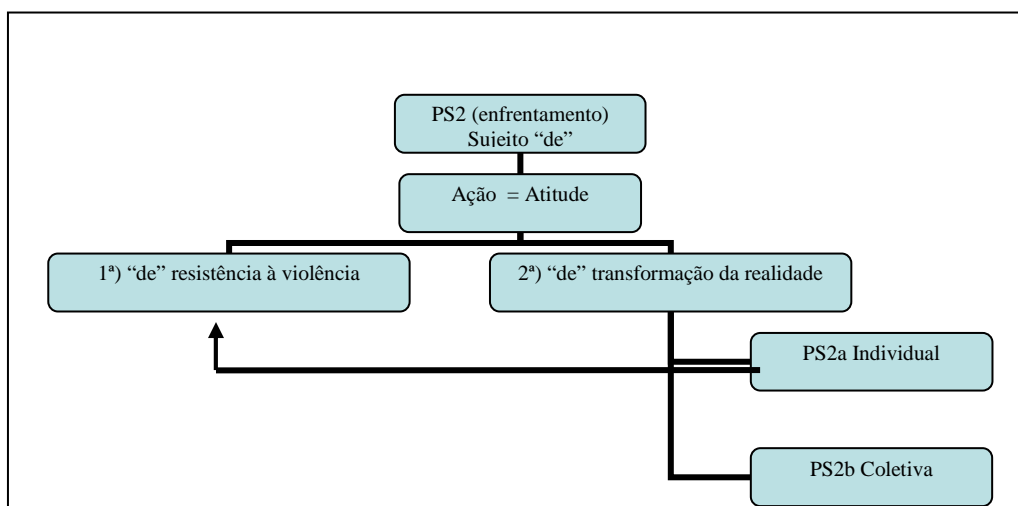 PS2 (enfrentamento)
Sujeito “de”
Ação = Atitude
1ª) “de” resistência à violência
2ª) “de” transformação da realidade
PS2a Individual
PS2b Coletiva